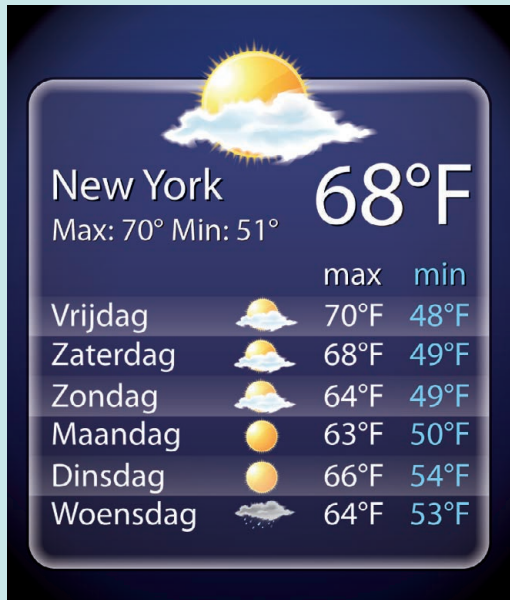 New York 68°F
Max: 70° Min: 51°
max min
Vrijdag 70°F 48°F
Zaterdag 68°F 49°F
Zondag 64°F 49°F
Maandag 63°F 50°F
Dinsdag 66°F 54°F
Woensdag 64°F 53°F